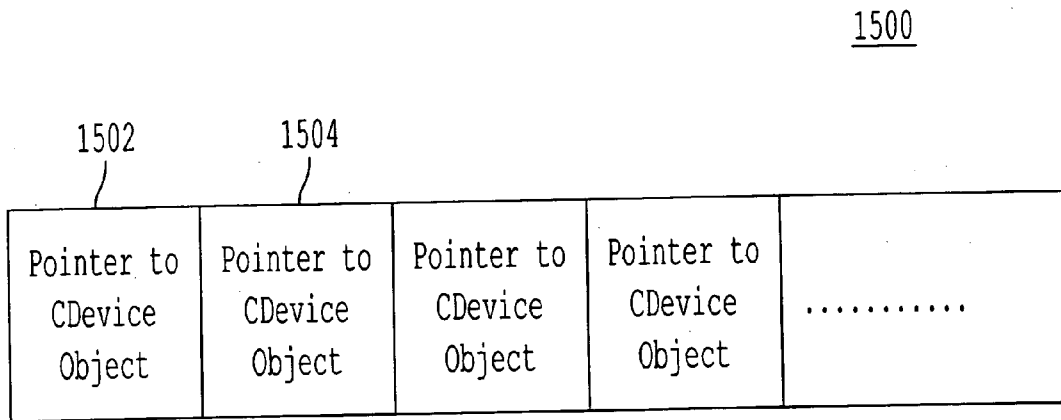 1500
1502 1504
Pointer to Pointer to Pointer to Pointer to
CDevice CDevice CDevice CDevice
Object Object Object Object
...........